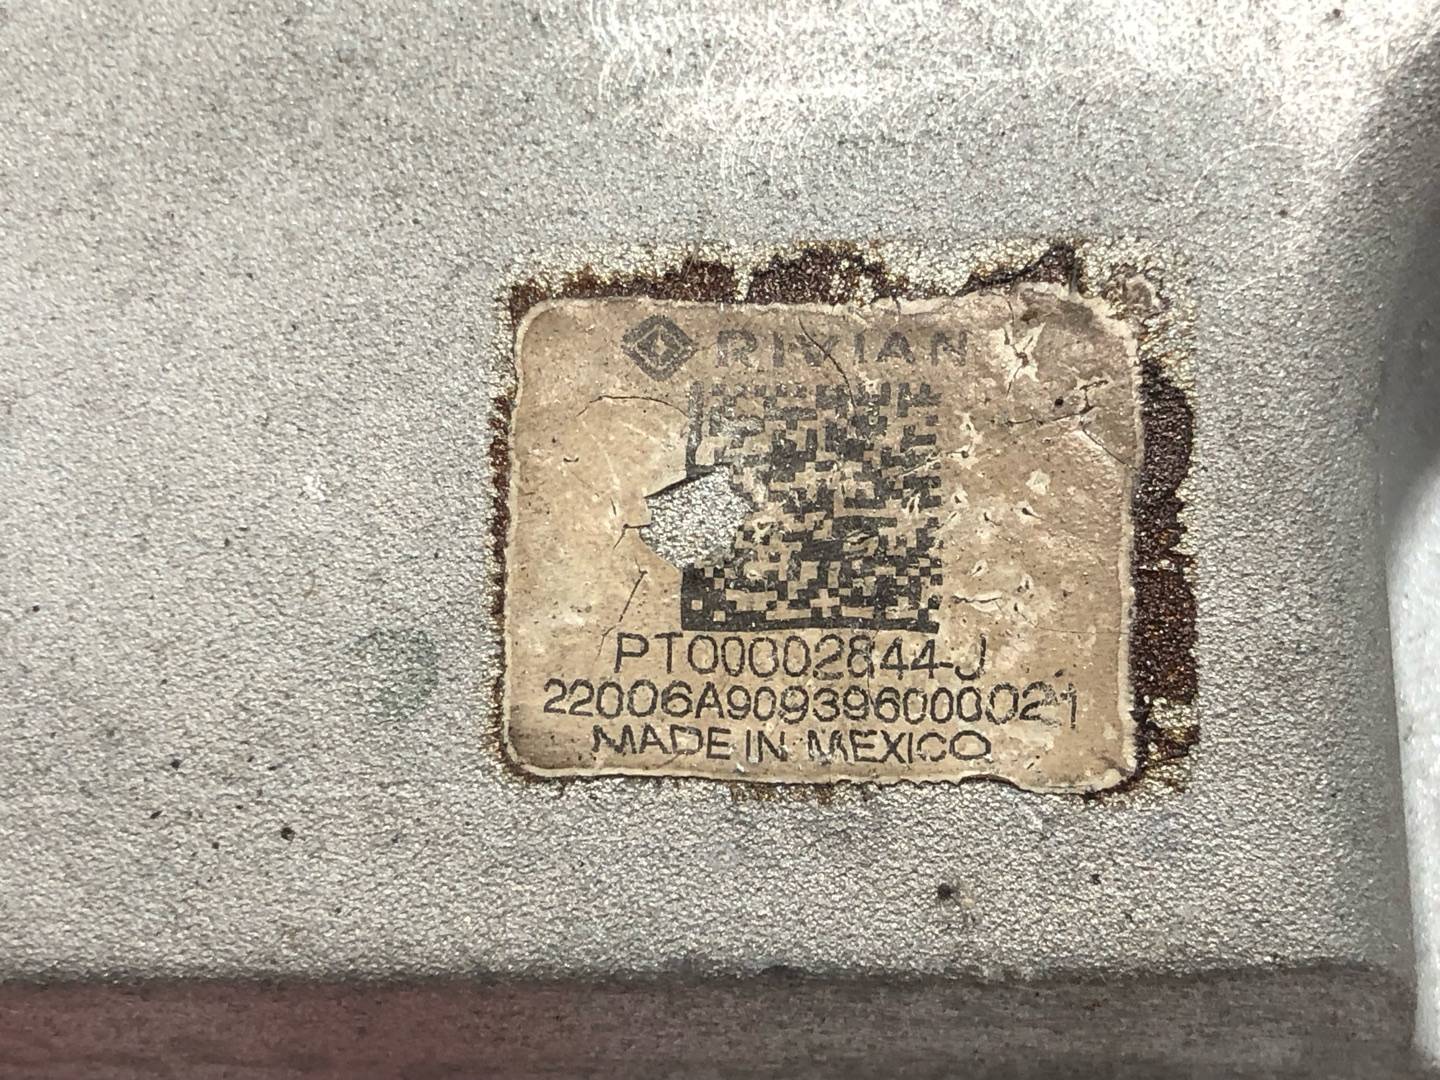 RIVIAN
PT00002844-J
22006A909396000021
MADE IN MEXICO